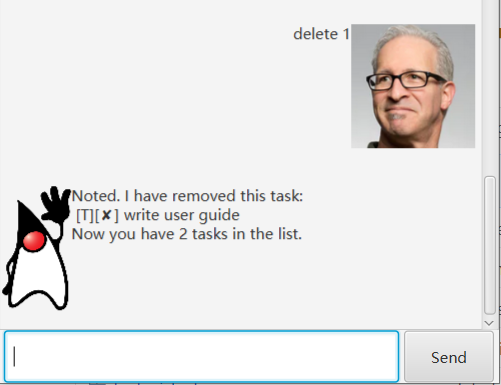 delete 1
Noted. I have removed this task:
[T][✘] write user guide
Now you have 2 tasks in the list.
Send